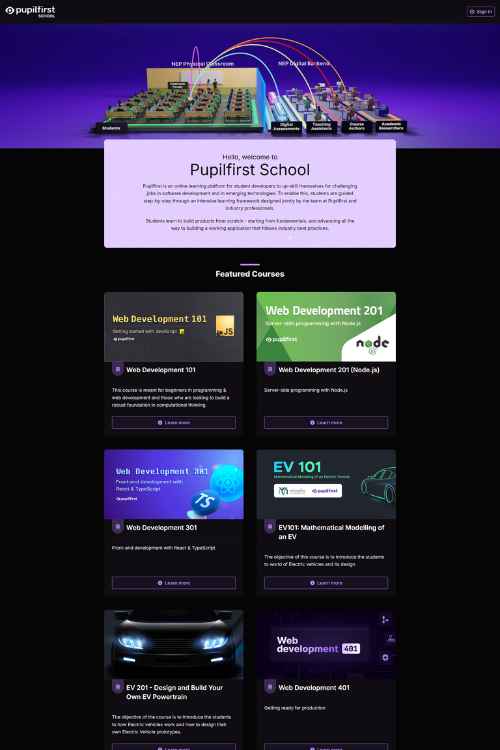 pupilfirst
SCHOOL
Sign In
NEP Physical Classroom
NEP Digital Backend
Classroom
Faculty
Students
Digital
Assessments
Teaching
Assistants
Course
Authors
Academic
Researchers
Hello, welcome to
Pupilfirst School
Pupilfirst is an online learning platform for student developers to up-skill themselves for challenging
jobs in software development and in emerging technologies. To enable this, students are guided
step-by-step through an intensive learning framework designed jointly by the team at Pupilfirst and
industry professionals.
Students learn to build products from scratch - starting from fundamentals, and advancing all the
way to building a working application that follows industry best practices.
Featured Courses
Web Development 101
Getting started with JavaScript
JS
pupilfirst
Web Development 101
This course is meant for beginners in programming &
web development and those who are looking to build a
robust foundation in computational thinking.
Learn more
Web Development 201
Server-side programming with Node.js
pupilfirst
node
Web Development 201 (Node.js)
Server-side programming with Node.js
Learn more
Web Development 301
Front-end development with
React & TypeScript
pupilfirst
TS
Web Development 301
Front-end development with React & TypeScript
Learn more
EV 101
Mathematical Modeling of an Electric Vehicle
pupilfirst
EV101: Mathematical Modelling of
an EV
The objective of this course is to introduce the students
to world of Electric vehicles and its design
Learn more
EV 201 - Design and Build Your
Own EV Powertrain
The objective of the course is to introduce the students
to how Electric vehicles work and how to design their
own Electric Vehicle prototypes.
Web
development 401
Web Development 401
Getting ready for production